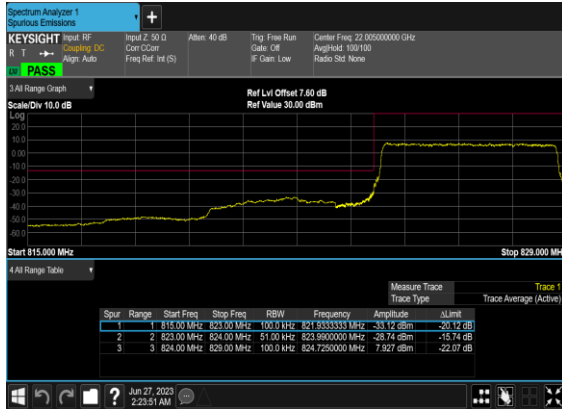 Spectrum Analyzer 1
Spurious Emissions
KEYSIGHT Input: RF Input Z: 50 Ω Atten: 40 dB Trig: Free Run Center Freq: 22.005000000 GHz
R T Coupling: DC Corr CCorr Gate: Off Avg|Hold: 100/100
Align: Auto Freq Ref: Int (S) IF Gain: Low Radio Std: None
LXI PASS
3 All Range Graph
Ref Lvl Offset 7.60 dB
Scale/Div 10.0 dB Ref Value 30.00 dBm
Log
20.0
10.0
0.00
-10.0
-20.0
-30.0
-40.0
-50.0
-60.0
Start 815.000 MHz Stop 829.000 MH
4 All Range Table
Measure Trace Trace 1
Trace Type Trace Average (Active)
Spur Range Start Freq Stop Freq RBW Frequency Amplitude ΔLimit
1 1 815.00 MHz 823.00 MHz 100.0 kHz 821.9333333 MHz -33.12 dBm -20.12 dB
2 2 823.00 MHz 824.00 MHz 51.00 kHz 823.9900000 MHz -28.74 dBm -15.74 dB
3 3 824.00 MHz 829.00 MHz 100.0 kHz 824.7250000 MHz 7.927 dBm -22.07 dB
Jun 27, 2023
2:23:51 AM